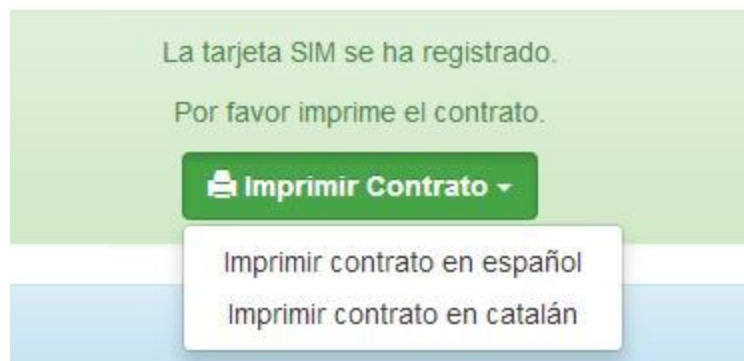 La tarjeta SIM se ha registrado.
Por favor imprime el contrato.
Imprimir Contrato
Imprimir contrato en español
Imprimir contrato en catalán